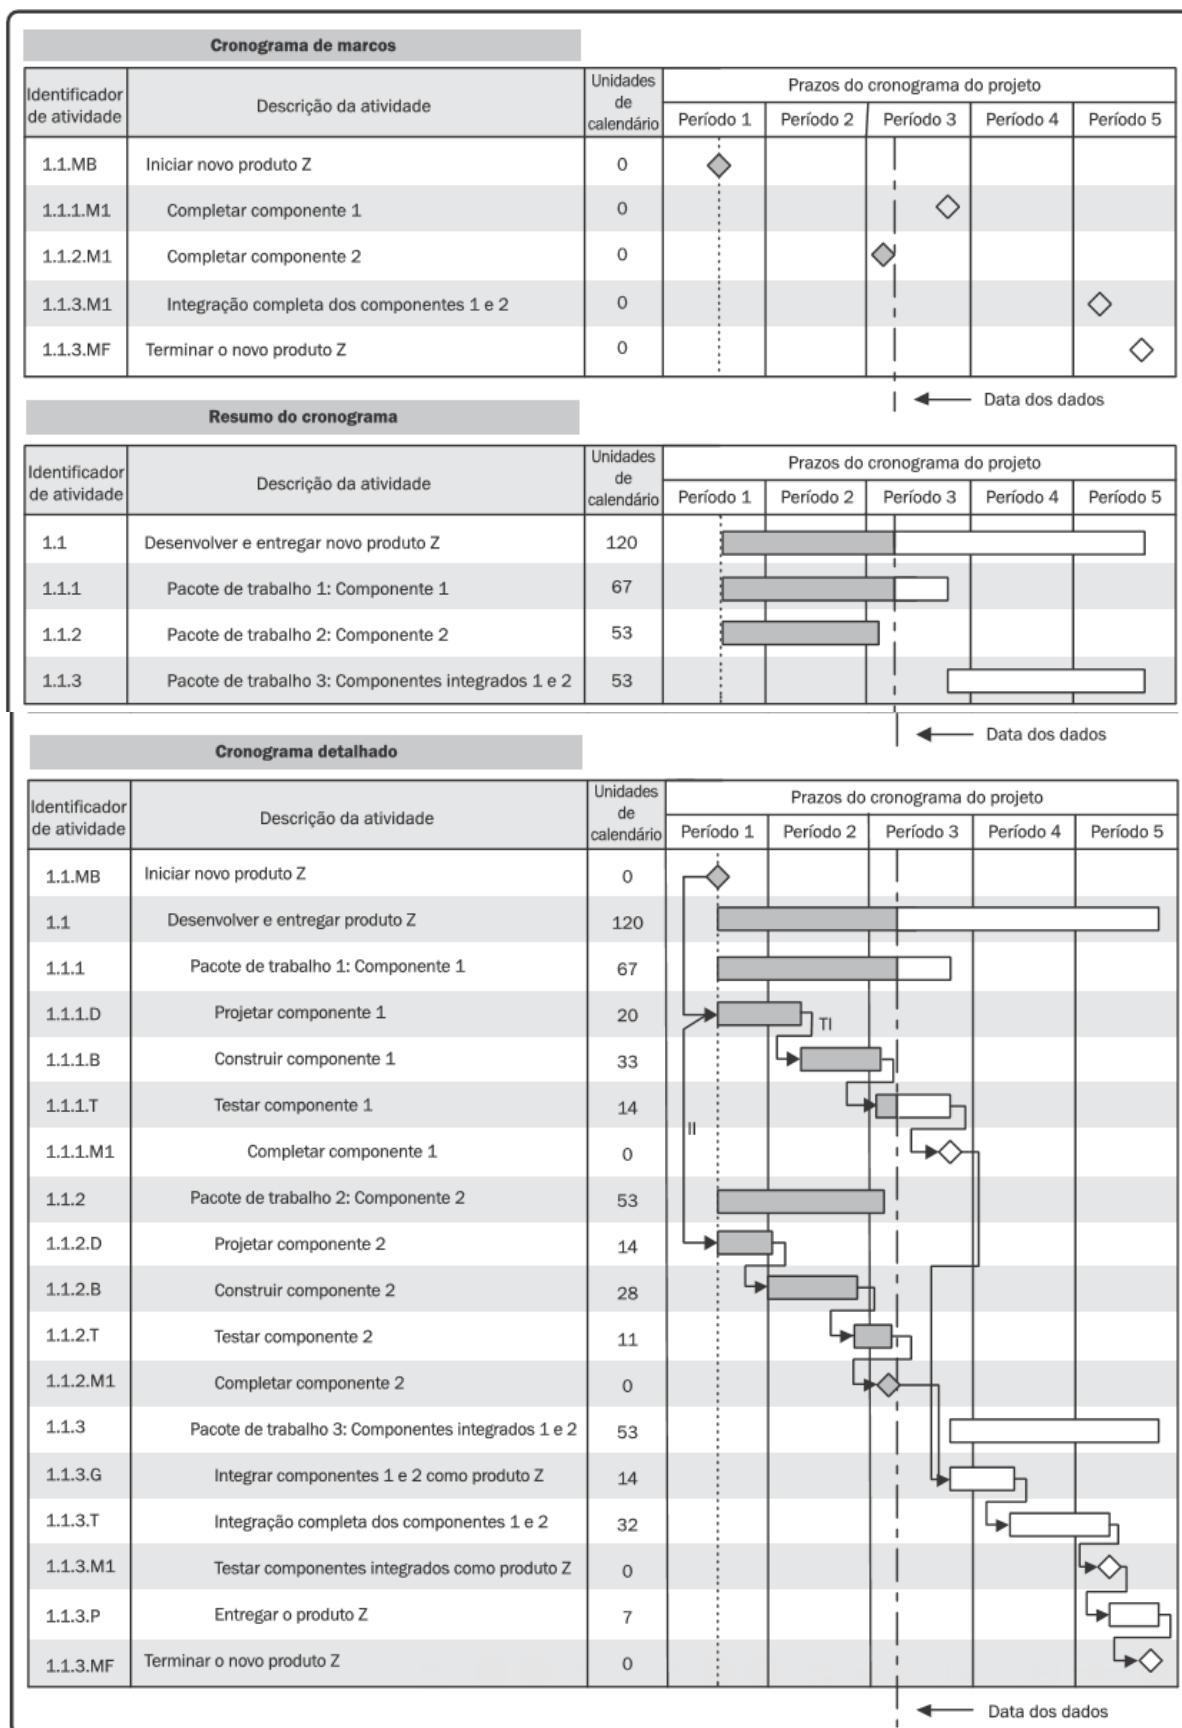 Cronograma de marcos
Identificador de atividade Descrição da atividade Unidades de calendário Prazos do cronograma do projeto
Período 1 Período 2 Período 3 Período 4 Período 5
1.1.MB Iniciar novo produto Z 0
1.1.1.M1 Completar componente 1 0
1.1.2.M1 Completar componente 2 0
1.1.3.M1 Integração completa dos componentes 1 e 2 0
1.1.3.MF Terminar o novo produto Z 0
Data dos dados
Resumo do cronograma
Identificador de atividade Descrição da atividade Unidades de calendário Prazos do cronograma do projeto
Período 1 Período 2 Período 3 Período 4 Período 5
1.1 Desenvolver e entregar novo produto Z 120
1.1.1 Pacote de trabalho 1: Componente 1 67
1.1.2 Pacote de trabalho 2: Componente 2 53
1.1.3 Pacote de trabalho 3: Componentes integrados 1 e 2 53
Data dos dados
Cronograma detalhado
Identificador de atividade Descrição da atividade Unidades de calendário Prazos do cronograma do projeto
Período 1 Período 2 Período 3 Período 4 Período 5
1.1.MB Iniciar novo produto Z 0
1.1 Desenvolver e entregar produto Z 120
1.1.1 Pacote de trabalho 1: Componente 1 67
1.1.1.D Projetar componente 1 20
TI
1.1.1.B Construir componente 1 33
1.1.1.T Testar componente 1 14
II
1.1.1.M1 Completar componente 1 0
1.1.2 Pacote de trabalho 2: Componente 2 53
1.1.2.D Projetar componente 2 14
1.1.2.B Construir componente 2 28
1.1.2.T Testar componente 2 11
1.1.2.M1 Completar componente 2 0
1.1.3 Pacote de trabalho 3: Componentes integrados 1 e 2 53
1.1.3.G Integrar componentes 1 e 2 como produto Z 14
1.1.3.T Integração completa dos componentes 1 e 2 32
1.1.3.M1 Testar componentes integrados como produto Z 0
1.1.3.P Entregar o produto Z 7
1.1.3.MF Terminar o novo produto Z 0
Data dos dados